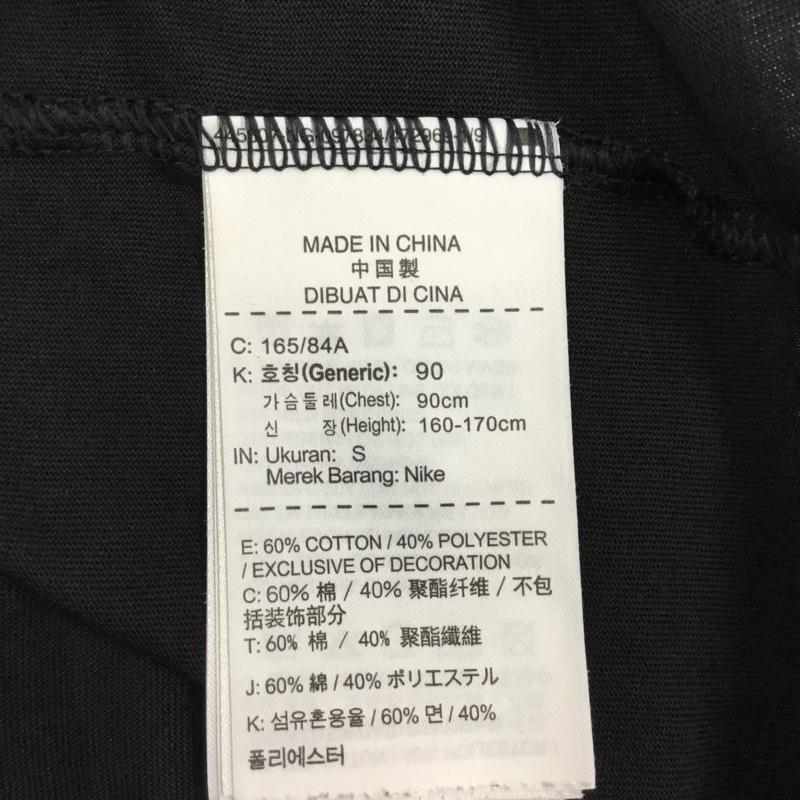 MADE IN CHINA
中国製
DIBUAT DI CINA
C: 165/84A
K: 호칭(Generic): 90
가슴둘레(Chest): 90cm
신 장(Height): 160-170cm
IN: Ukuran: S
Merek Barang: Nike
E: 60% COTTON / 40% POLYESTER
/ EXCLUSIVE OF DECORATION
C: 60% 棉 / 40% 聚酯纤维 / 不包
括装饰部分
T: 60% 棉 / 40% 聚酯纖維
J: 60% 綿 / 40% ポリエステル
K: 섬유혼용율 / 60% 면 / 40%
폴리에스터